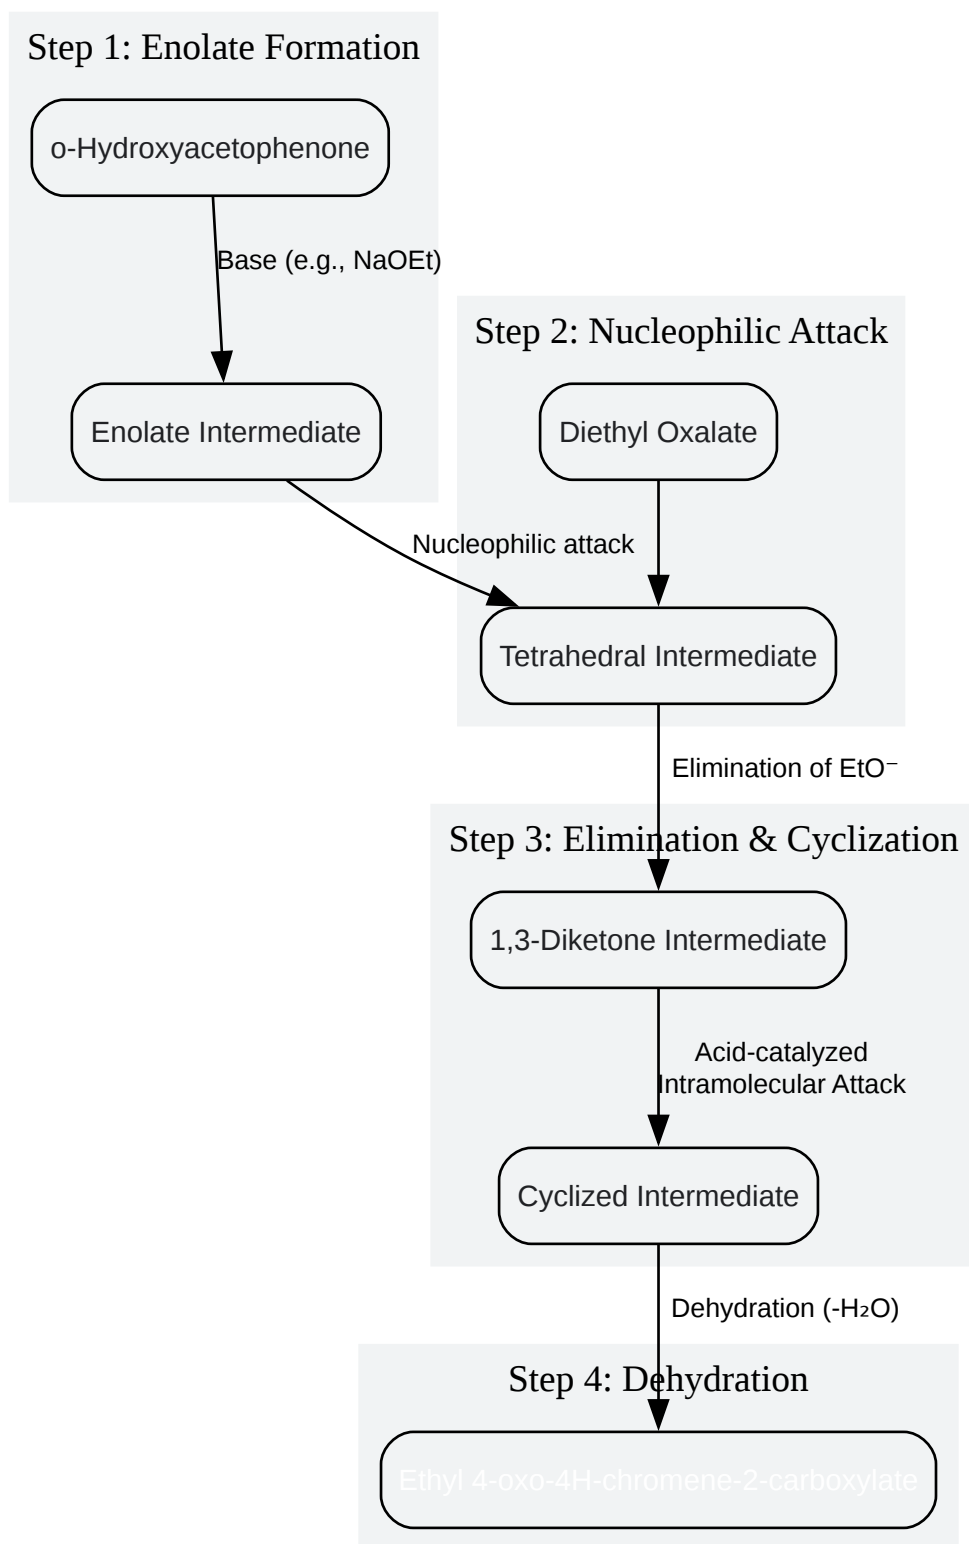 Step 1: Enolate Formation
o-Hydroxyacetophenone
Base (e.g., NaOEt)
Enolate Intermediate
Step 2: Nucleophilic Attack
Diethyl Oxalate
Nucleophilic attack
Tetrahedral Intermediate
Elimination of EtO⁻
Step 3: Elimination & Cyclization
1,3-Diketone Intermediate
Acid-catalyzed
Intramolecular Attack
Cyclized Intermediate
Dehydration (-H₂O)
Step 4: Dehydration
Ethyl 4-oxo-4H-chromene-2-carboxylate